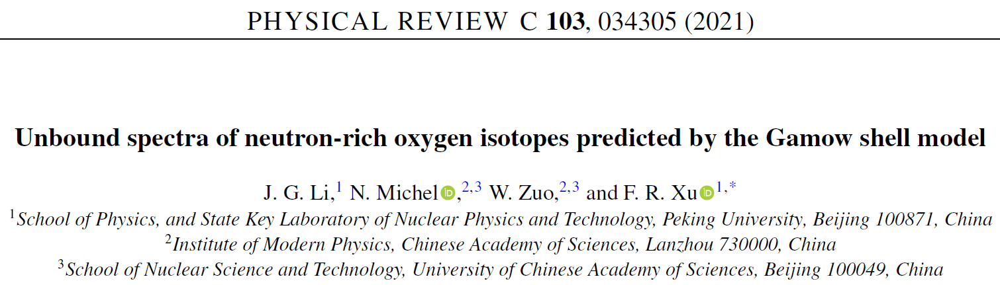 PHYSICAL REVIEW C 103, 034305 (2021)
Unbound spectra of neutron-rich oxygen isotopes predicted by the Gamow shell model
J. G. Li,1 N. Michel iD,2,3 W. Zuo,2,3 and F. R. Xu iD1,*
1School of Physics, and State Key Laboratory of Nuclear Physics and Technology, Peking University, Beijing 100871, China
2Institute of Modern Physics, Chinese Academy of Sciences, Lanzhou 730000, China
3School of Nuclear Science and Technology, University of Chinese Academy of Sciences, Beijing 100049, China